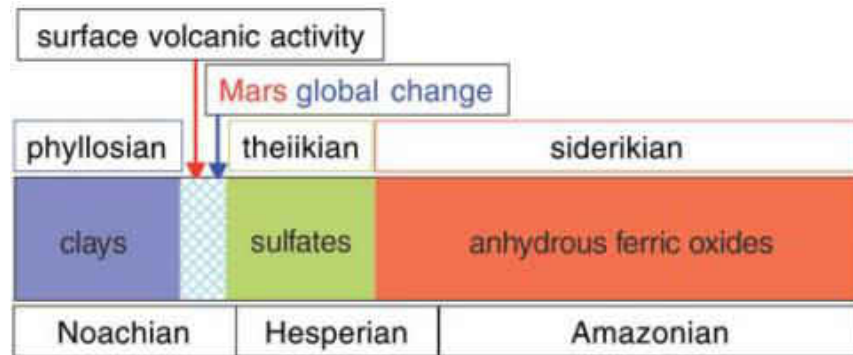 surface volcanic activity
Mars global change
phyllosian
theiikian
siderikian
clays
sulfates
anhydrous ferric oxides
Noachian
Hesperian
Amazonian